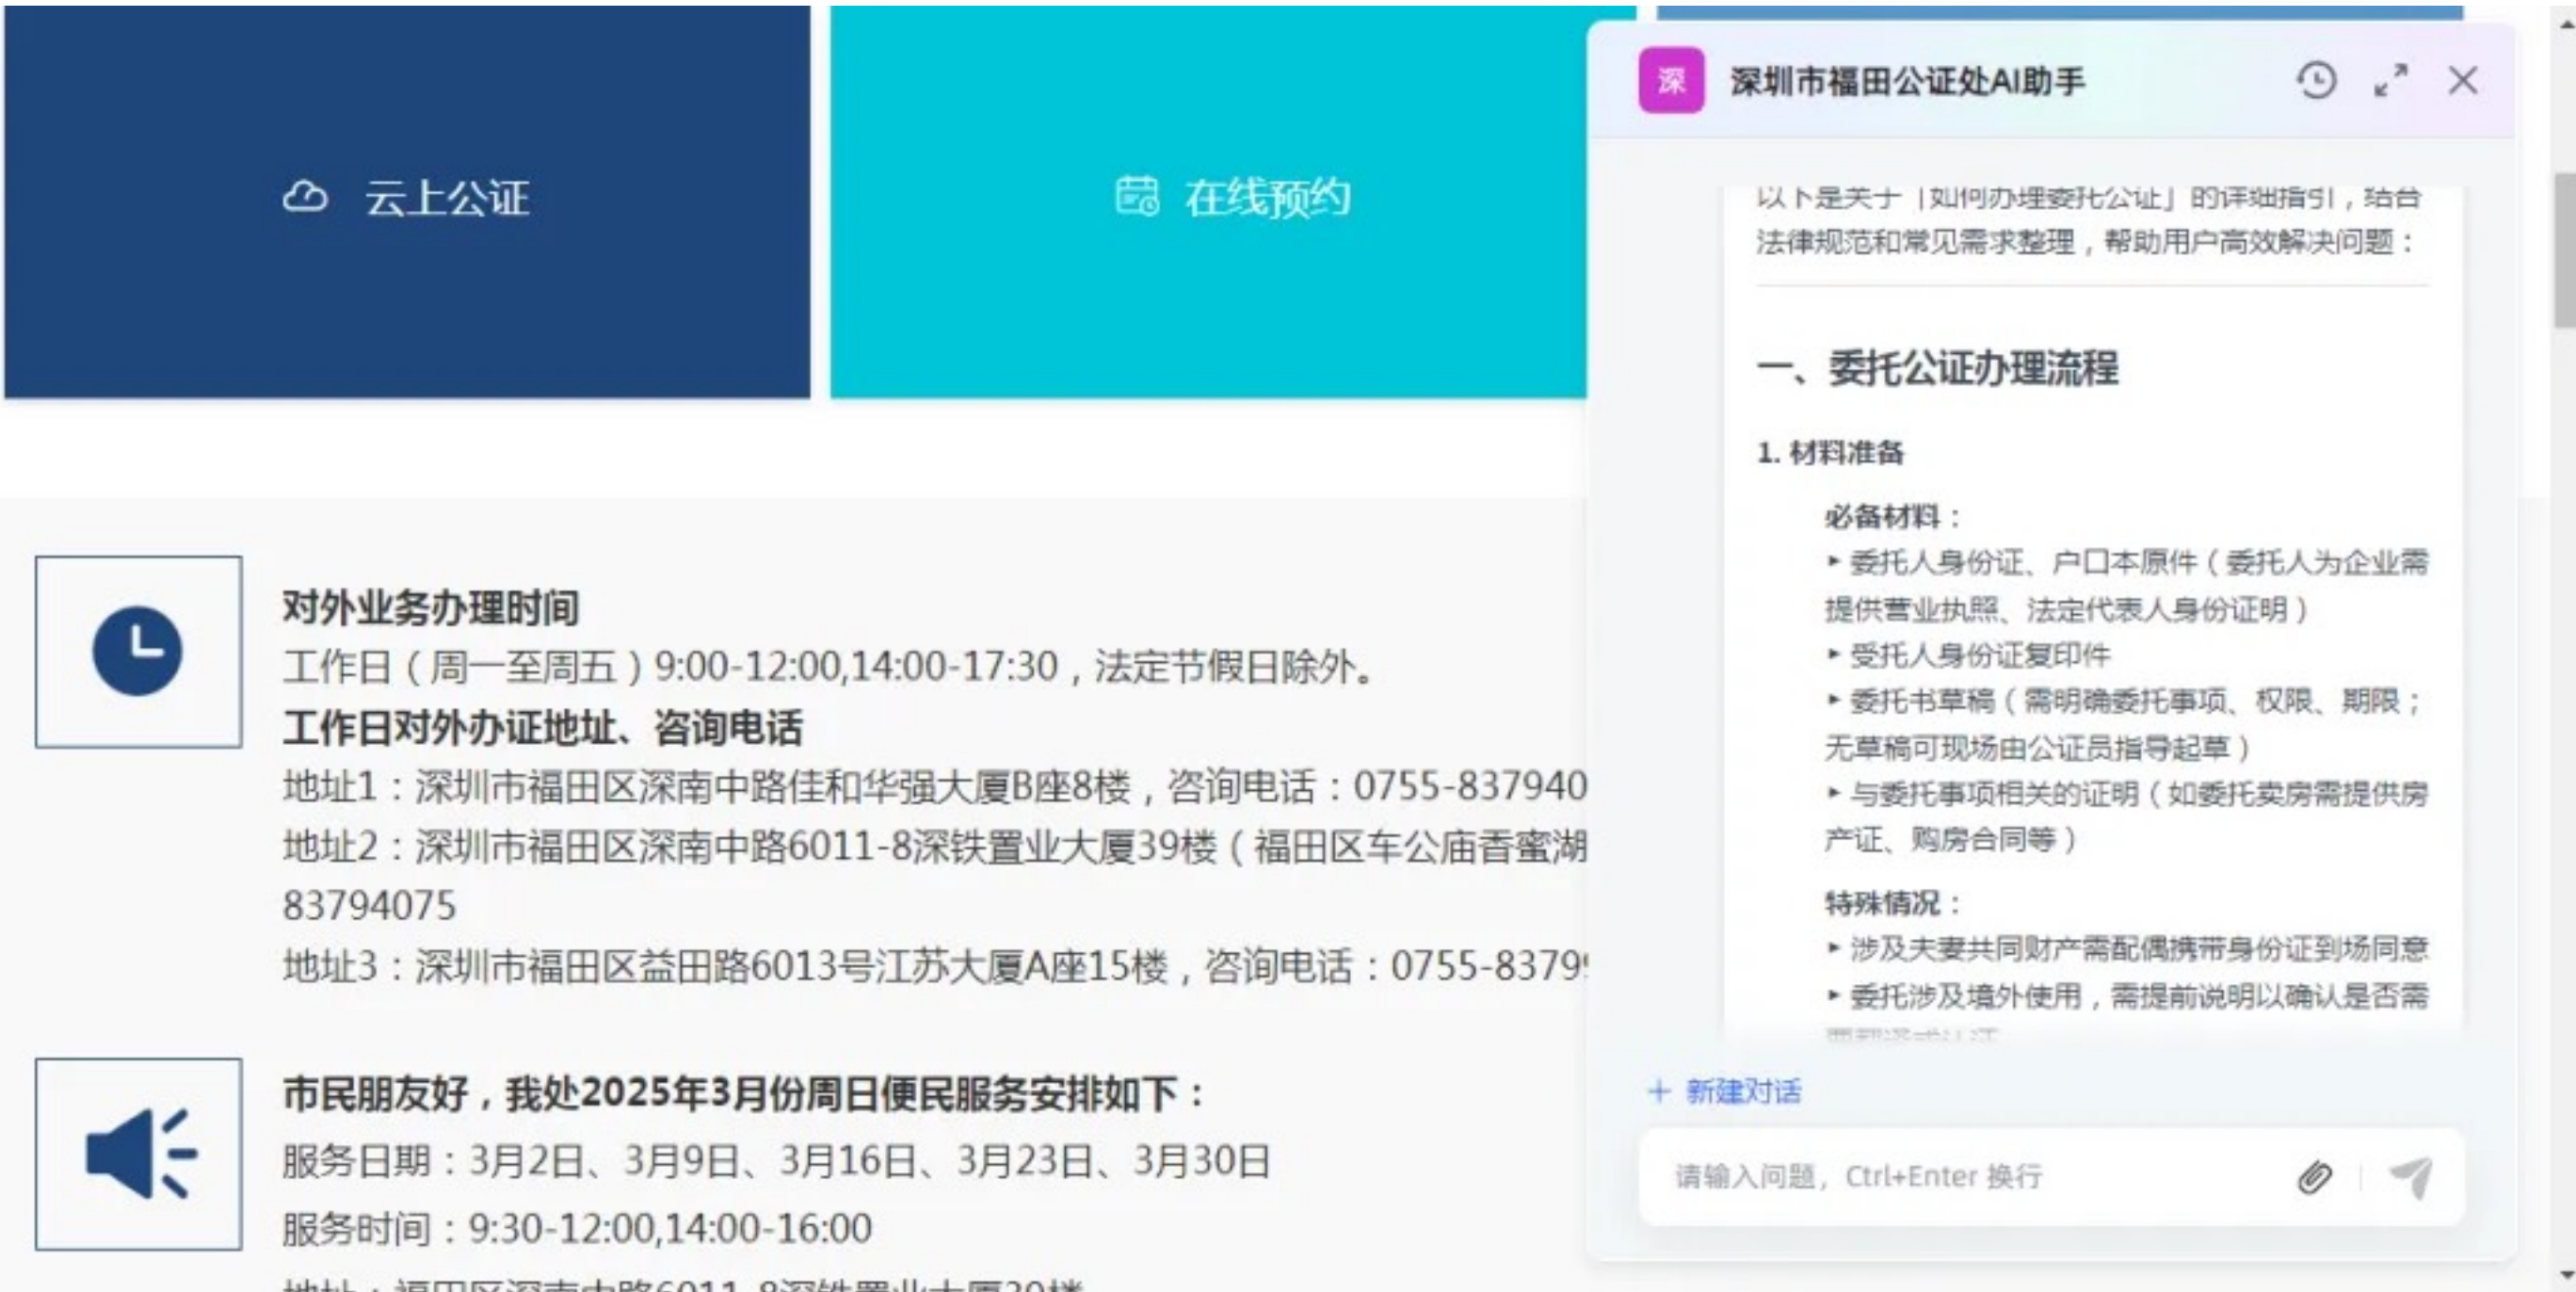 云上公证
在线预约
对外业务办理时间
工作日（周一至周五）9:00-12:00,14:00-17:30，法定节假日除外。
工作日对外办证地址、咨询电话
地址1：深圳市福田区深南中路佳和华强大厦B座8楼，咨询电话：0755-837940
地址2：深圳市福田区深南中路6011-8深铁置业大厦39楼（福田区车公庙香蜜湖
83794075
地址3：深圳市福田区益田路6013号江苏大厦A座15楼，咨询电话：0755-8379
市民朋友好，我处2025年3月份周日便民服务安排如下：
服务日期：3月2日、3月9日、3月16日、3月23日、3月30日
服务时间：9:30-12:00,14:00-16:00
地址：福田区深南中路6011-8深铁置业大厦39楼
深
深圳市福田公证处AI助手
以下是关于「如何办理委托公证」的详细指引，结合
法律规范和常见需求整理，帮助用户高效解决问题：
一、委托公证办理流程
1. 材料准备
必备材料：
▸ 委托人身份证、户口本原件（委托人为企业需
提供营业执照、法定代表人身份证明）
▸ 受托人身份证复印件
▸ 委托书草稿（需明确委托事项、权限、期限；
无草稿可现场由公证员指导起草）
▸ 与委托事项相关的证明（如委托卖房需提供房
产证、购房合同等）
特殊情况：
▸ 涉及夫妻共同财产需配偶携带身份证到场同意
▸ 委托涉及境外使用，需提前说明以确认是否需
+ 新建对话
请输入问题，Ctrl+Enter 换行